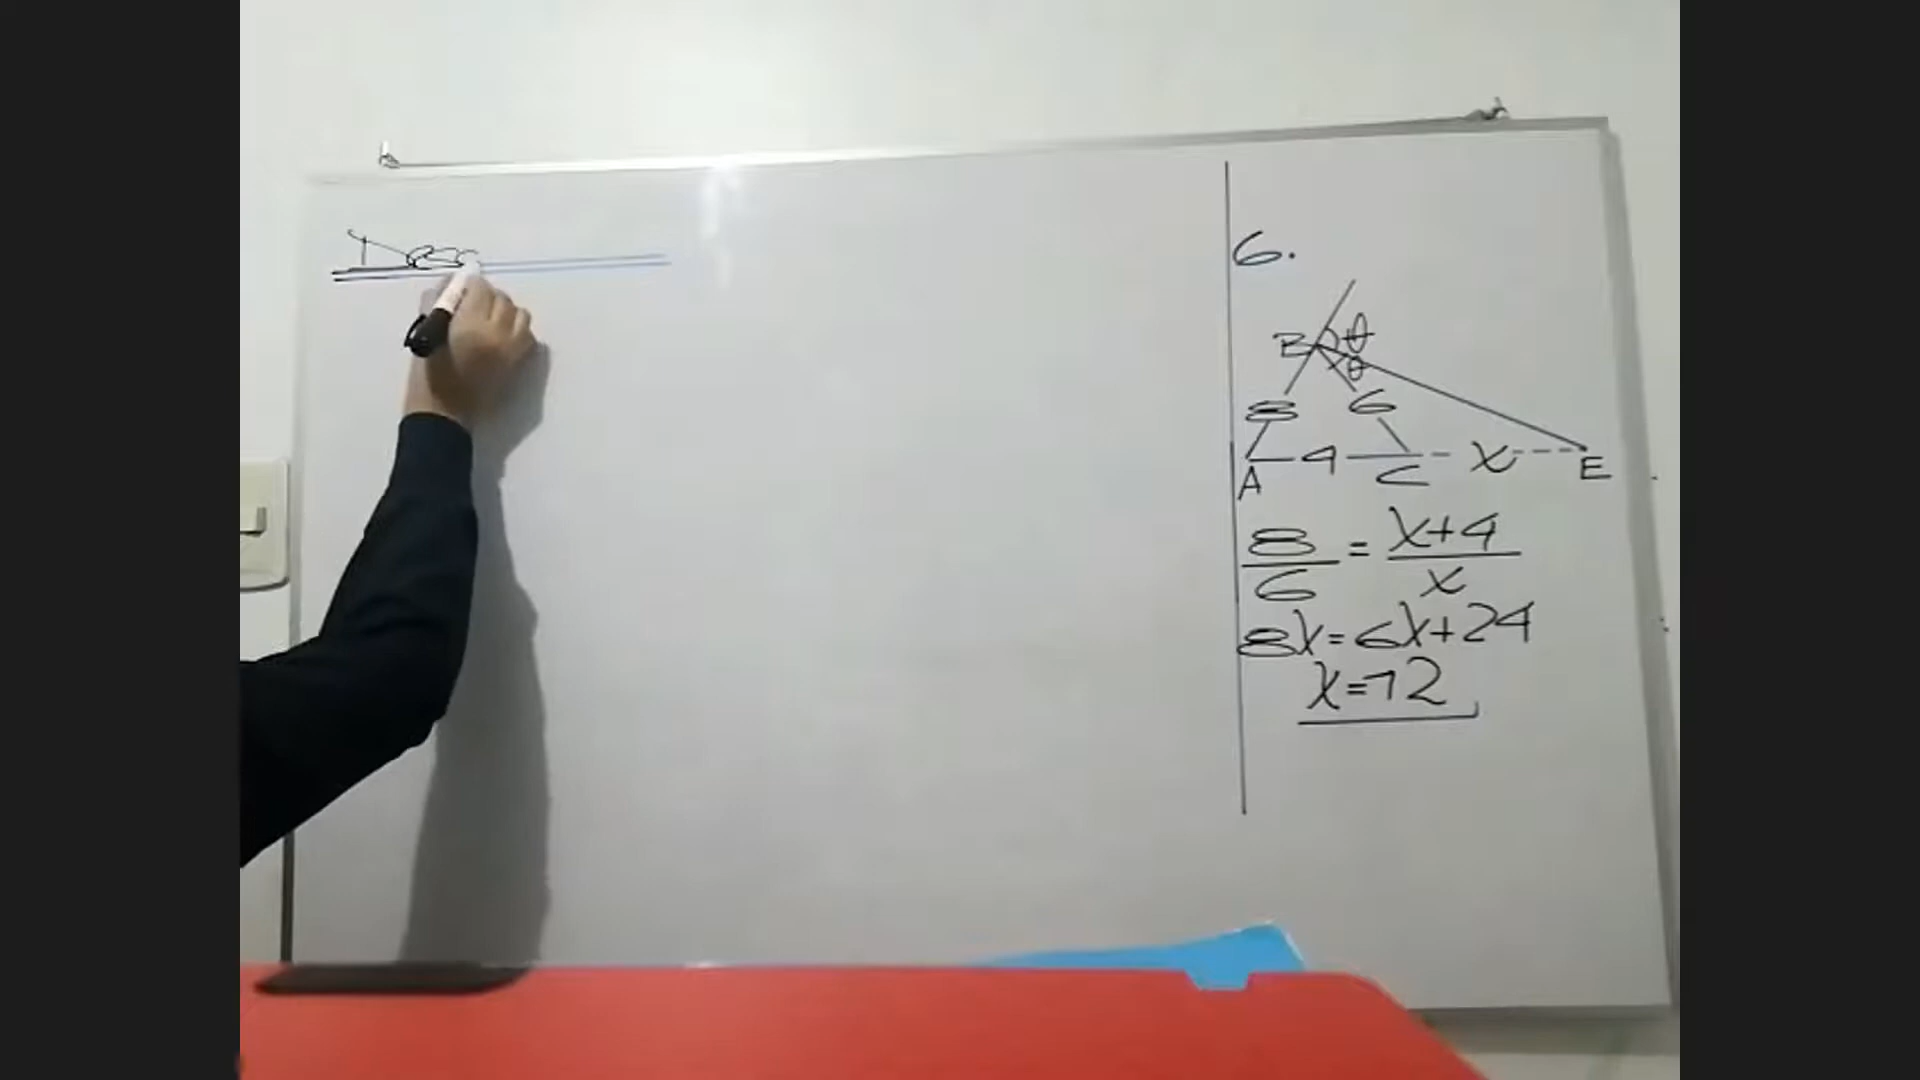 6.
B θ
θ
8 6
A 4 C x E
8/6 = x+4/x
8x=6x+24
x=12